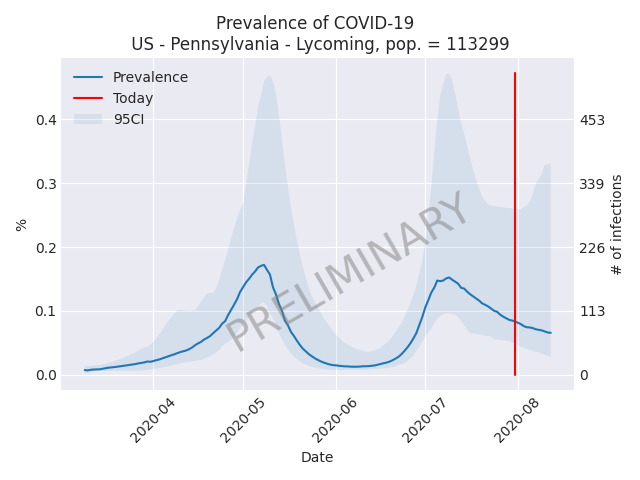 Prevalence of COVID-19
US - Pennsylvania - Lycoming, pop. = 113299
Prevalence
Today
95CI
PRELIMINARY
%
0.4
0.3
0.2
0.1
0.0
453
339
226
113
0
# of infections
2020-04
2020-05
2020-06
2020-07
2020-08
Date